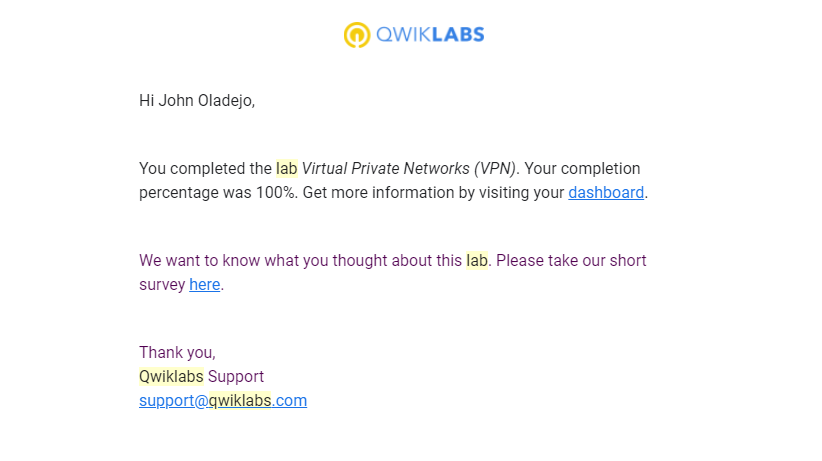 QWIKLABS
Hi John Oladejo,
You completed the lab Virtual Private Networks (VPN). Your completion
percentage was 100%. Get more information by visiting your dashboard.
We want to know what you thought about this lab. Please take our short
survey here.
Thank you,
Qwiklabs Support
support@qwiklabs.com